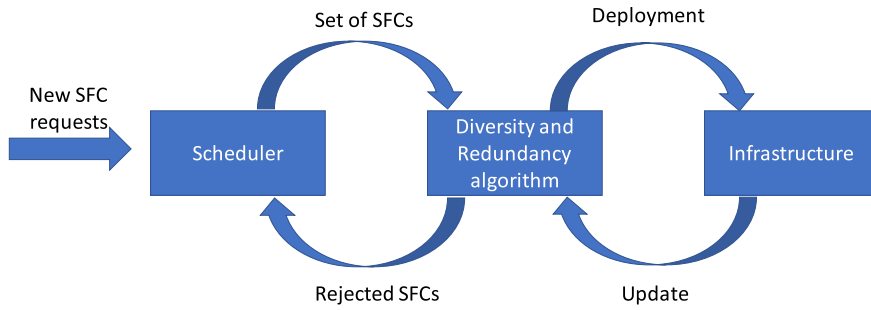 Set of SFCs
Deployment
New SFC
requests
Scheduler
Diversity and
Redundancy
algorithm
Infrastructure
Rejected SFCs
Update